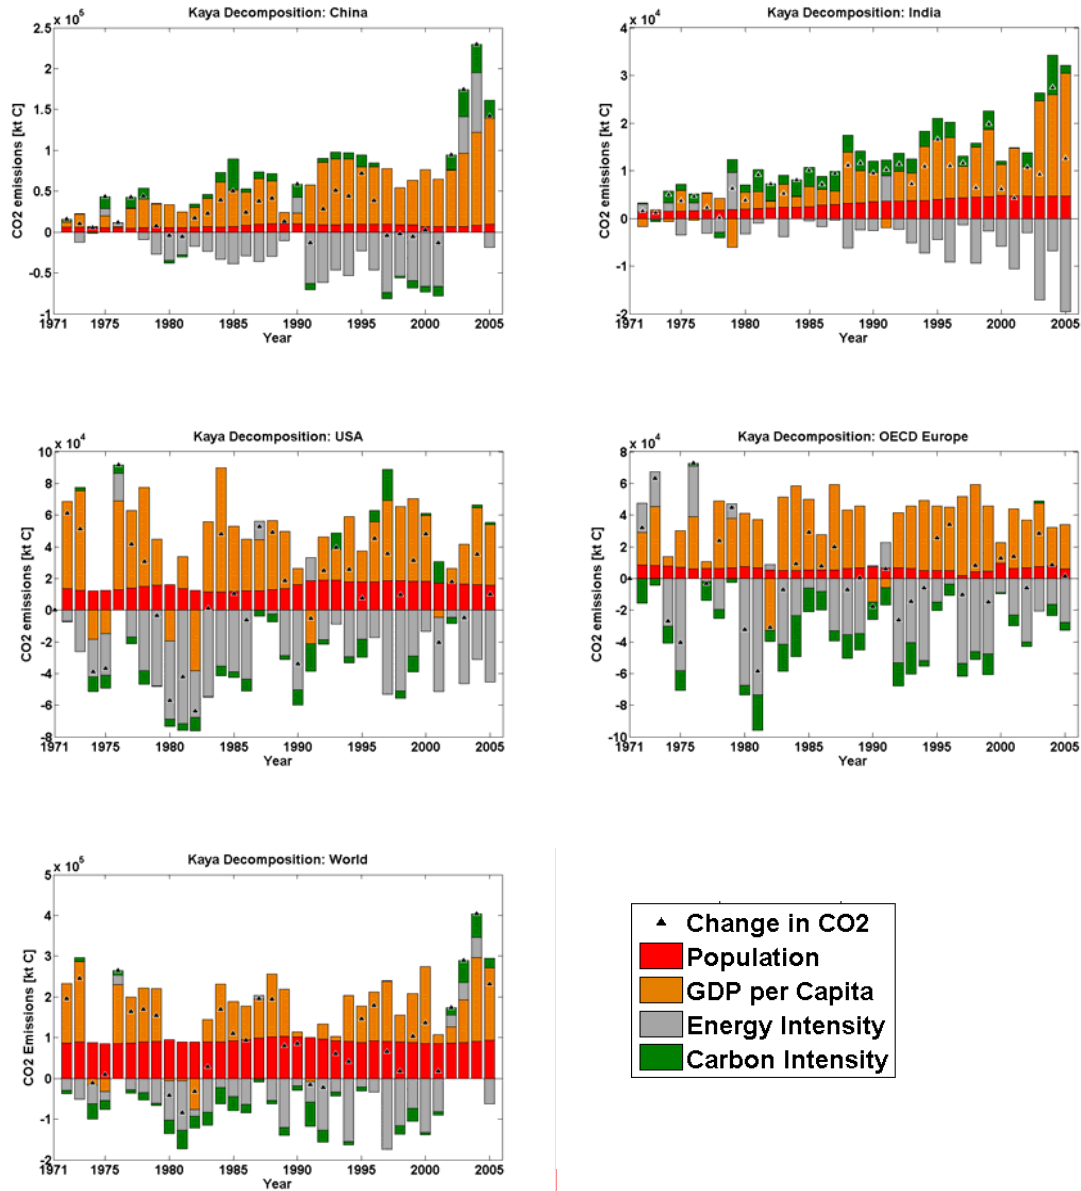 Kaya Decomposition: China
x 10^5
2.5
2
1.5
1
0.5
0
-0.5
-1
CO2 emissions [kt C]
1971 1975 1980 1985 1990 1995 2000 2005
Year
Kaya Decomposition: India
x 10^4
4
3
2
1
0
-1
-2
CO2 emissions [kt C]
1971 1975 1980 1985 1990 1995 2000 2005
Year
Kaya Decomposition: USA
x 10^4
10
8
6
4
2
0
-2
-4
-6
-8
CO2 emissions [kt C]
1971 1975 1980 1985 1990 1995 2000 2005
Year
Kaya Decomposition: OECD Europe
x 10^4
8
6
4
2
0
-2
-4
-6
-8
-10
CO2 emissions [kt C]
1971 1975 1980 1985 1990 1995 2000 2005
Year
Kaya Decomposition: World
x 10^5
5
4
3
2
1
0
-1
-2
CO2 Emissions [kt C]
1971 1975 1980 1985 1990 1995 2000 2005
Year
Change in CO2
Population
GDP per Capita
Energy Intensity
Carbon Intensity